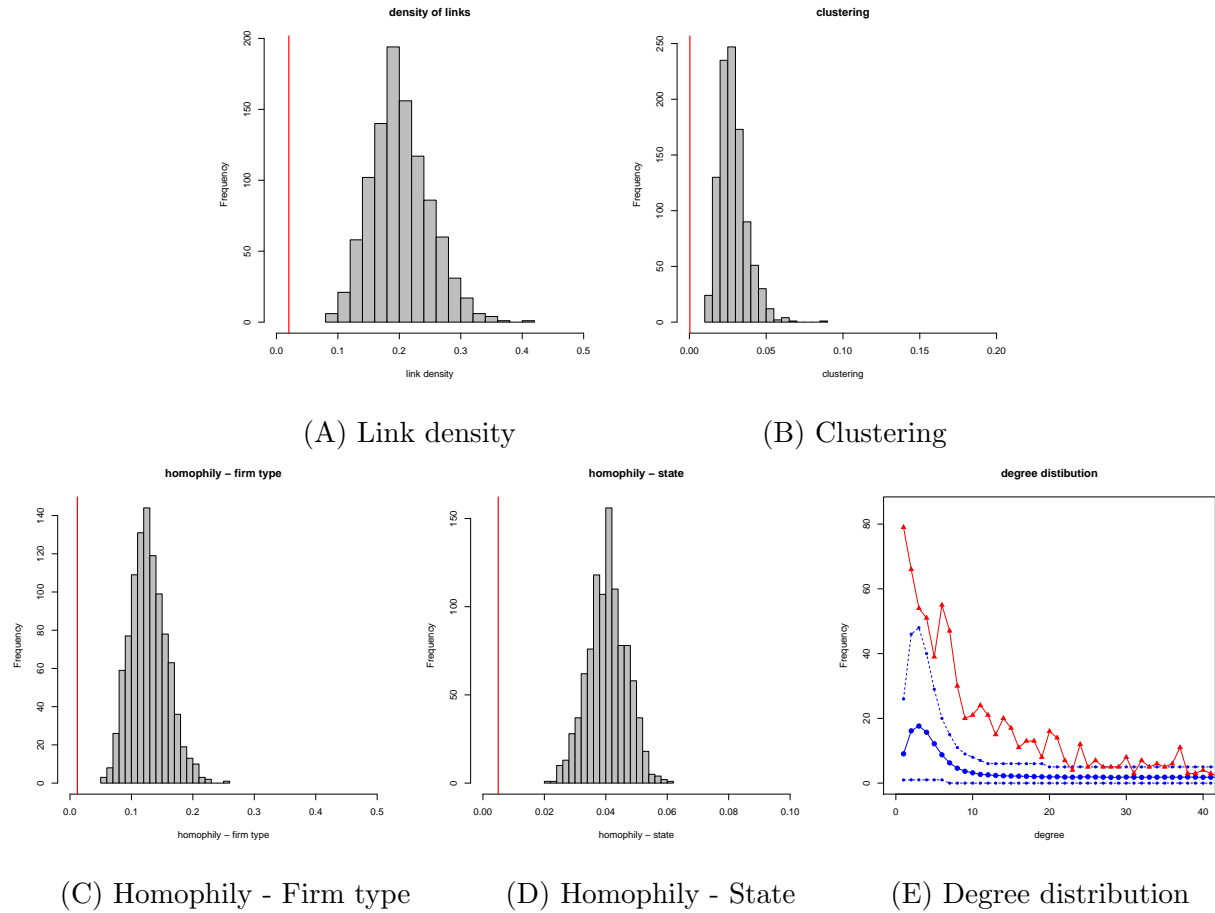 density of links
Frequency
0 50 100 150 200
0.0 0.1 0.2 0.3 0.4 0.5
link density
(A) Link density
clustering
Frequency
0 50 100 150 200 250
0.00 0.05 0.10 0.15 0.20
clustering
(B) Clustering
homophily – firm type
Frequency
0 20 40 60 80 100 120 140
0.0 0.1 0.2 0.3 0.4 0.5
homophily – firm type
(C) Homophily - Firm type
homophily – state
Frequency
0 50 100 150
0.00 0.02 0.04 0.06 0.08 0.10
homophily – state
(D) Homophily - State
degree distibution
Frequency
0 20 40 60 80
0 10 20 30 40
degree
(E) Degree distribution